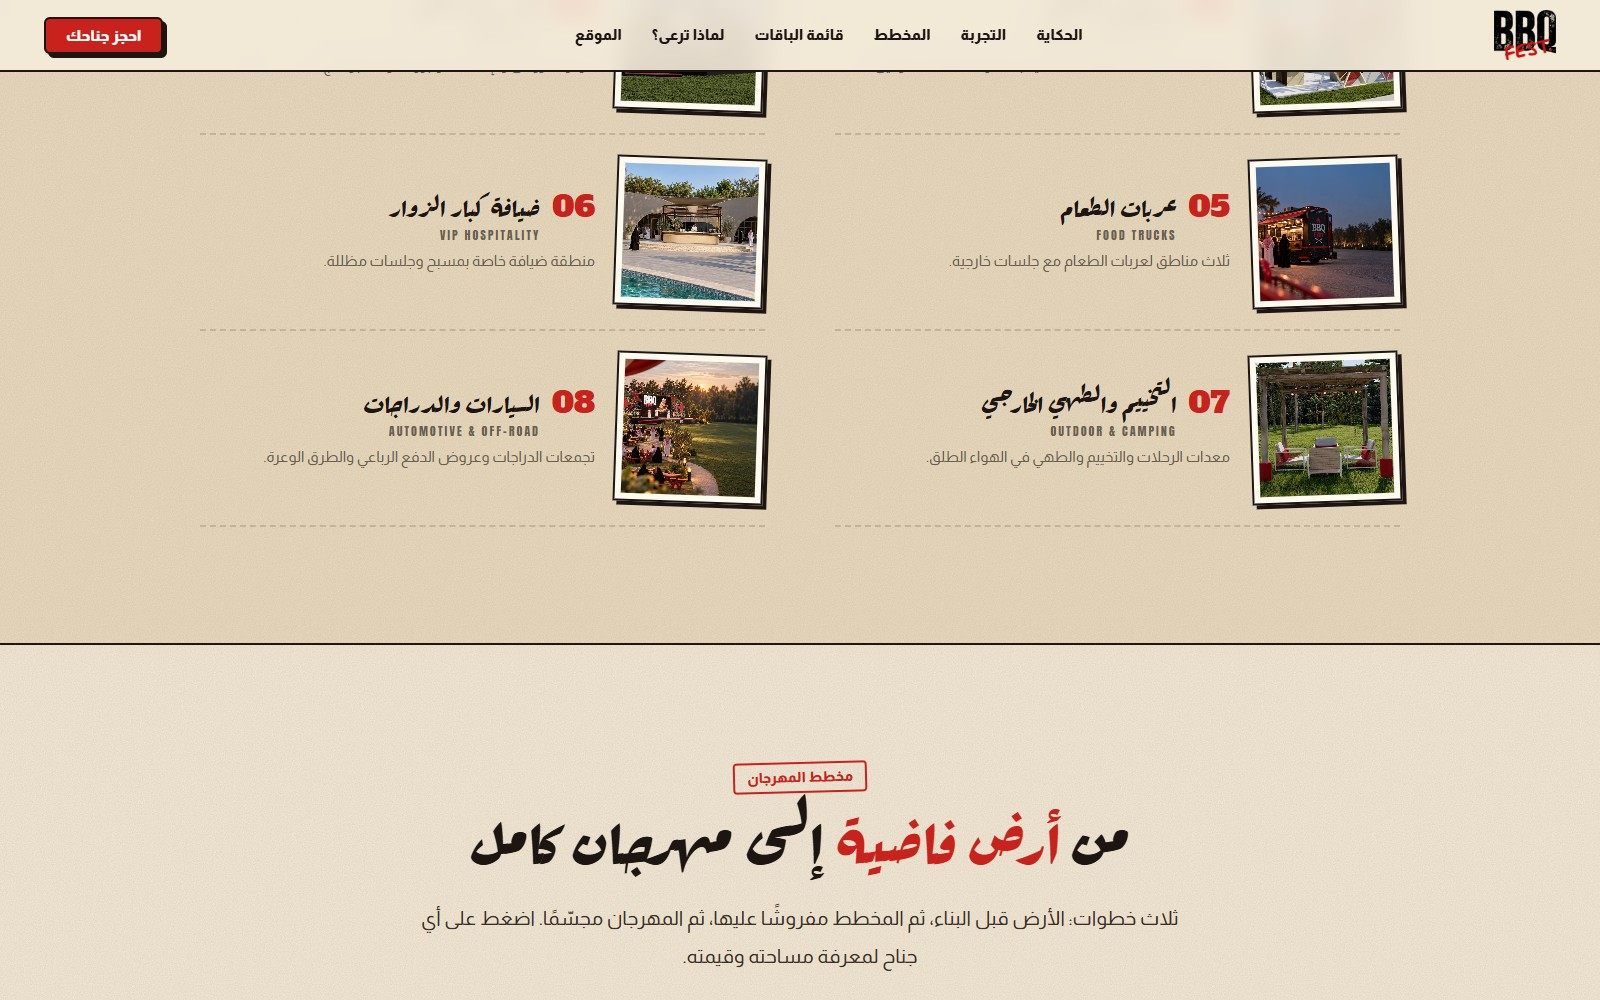 BBQ
FEST
الحكاية
التجربة
المخطط
قائمة الباقات
لماذا ترعى؟
الموقع
احجز جناحك
05 عربات الطعام
FOOD TRUCKS
ثلاث مناطق لعربات الطعام مع جلسات خارجية.
06 ضيافة كبار الزوار
VIP HOSPITALITY
منطقة ضيافة خاصة بمسبح وجلسات مظللة.
07 التخييم والطهي الخارجي
OUTDOOR & CAMPING
معدات الرحلات والتخييم والطهي في الهواء الطلق.
08 السيارات والدراجات
AUTOMOTIVE & OFF-ROAD
تجمعات الدراجات وعروض الدفع الرباعي والطرق الوعرة.
مخطط المهرجان
من أرض فاضية إلى مهرجان كامل
ثلاث خطوات: الأرض قبل البناء، ثم المخطط مفروشًا عليها، ثم المهرجان مجسّمًا. اضغط على أي
جناح لمعرفة مساحته وقيمته.